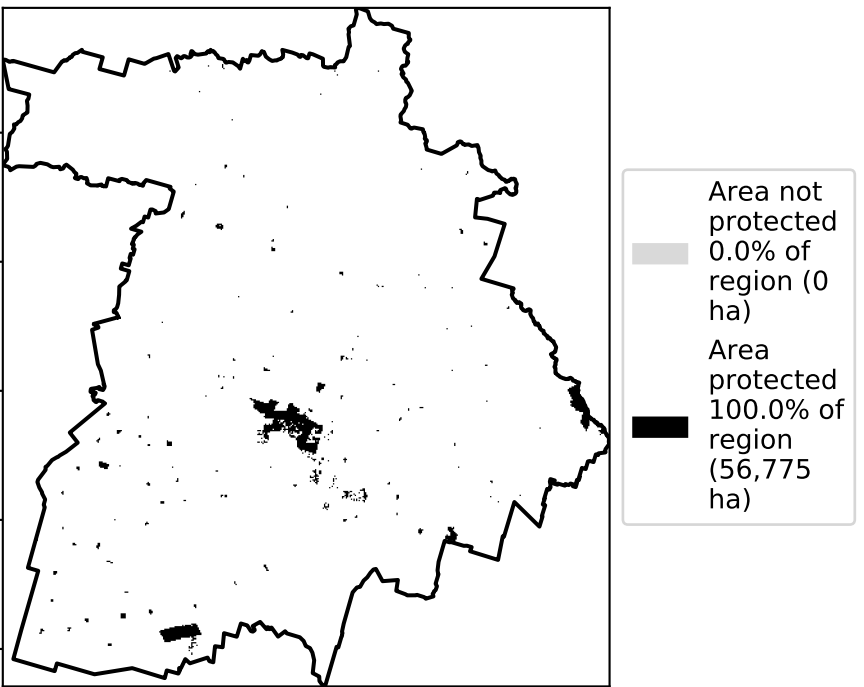 Area not
protected
0.0% of
region (0
ha)
Area
protected
100.0% of
region
(56,775
ha)